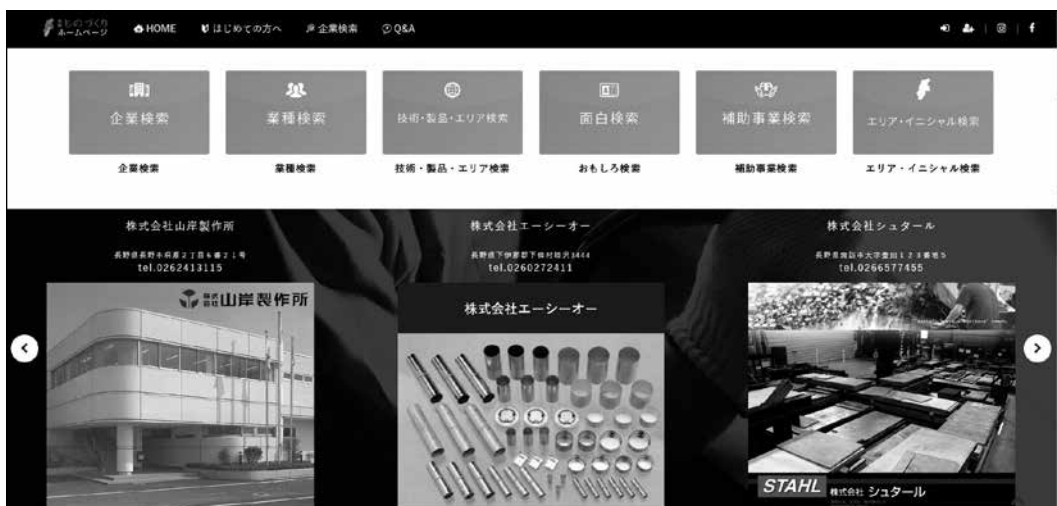 ものづくり
ホームページ
HOME
はじめての方へ
企業検索
Q&A
企業検索
業種検索
技術・製品・エリア検索
面白検索
補助事業検索
エリア・イニシャル検索
企業検索
業種検索
技術・製品・エリア検索
おもしろ検索
補助事業検索
エリア・イニシャル検索
株式会社山岸製作所
tel.0262413115
株式会社山岸製作所
株式会社エーシーオー
tel.0260272411
株式会社エーシーオー
株式会社シュタール
tel.0266577455
STAHL 株式会社 シュタール